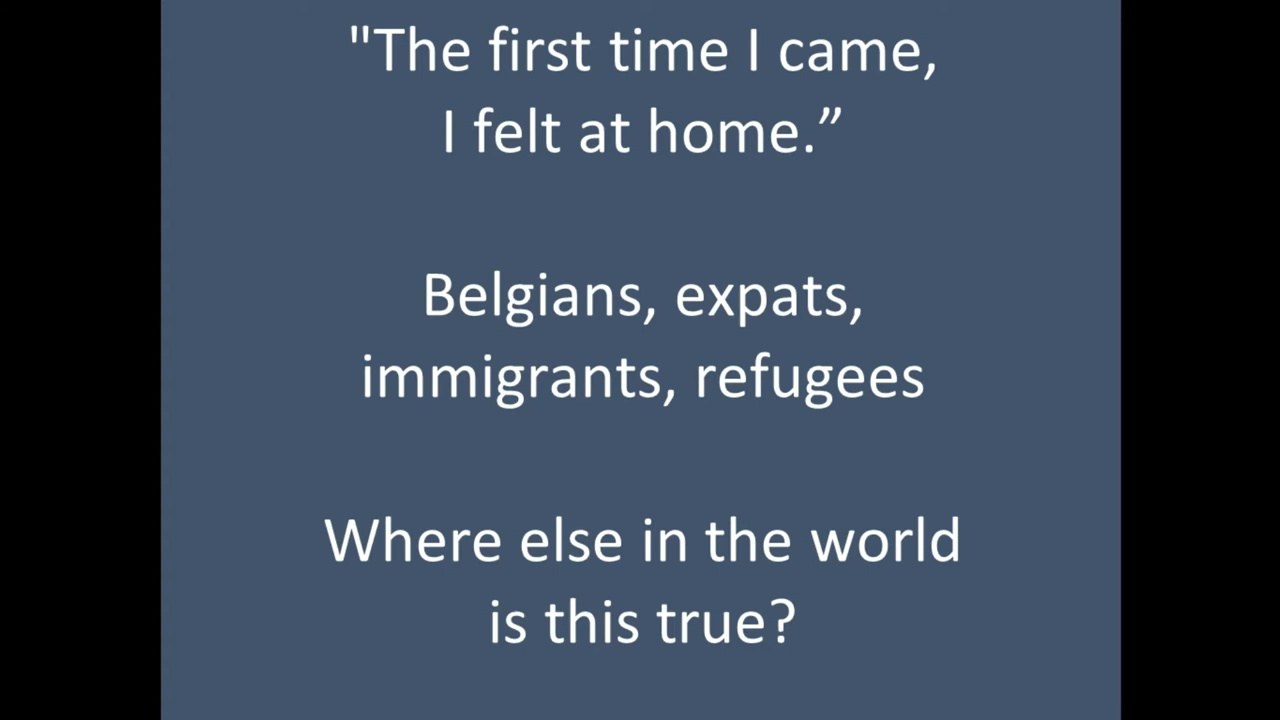 "The first time I came,
I felt at home.”
Belgians, expats,
immigrants, refugees
Where else in the world
is this true?